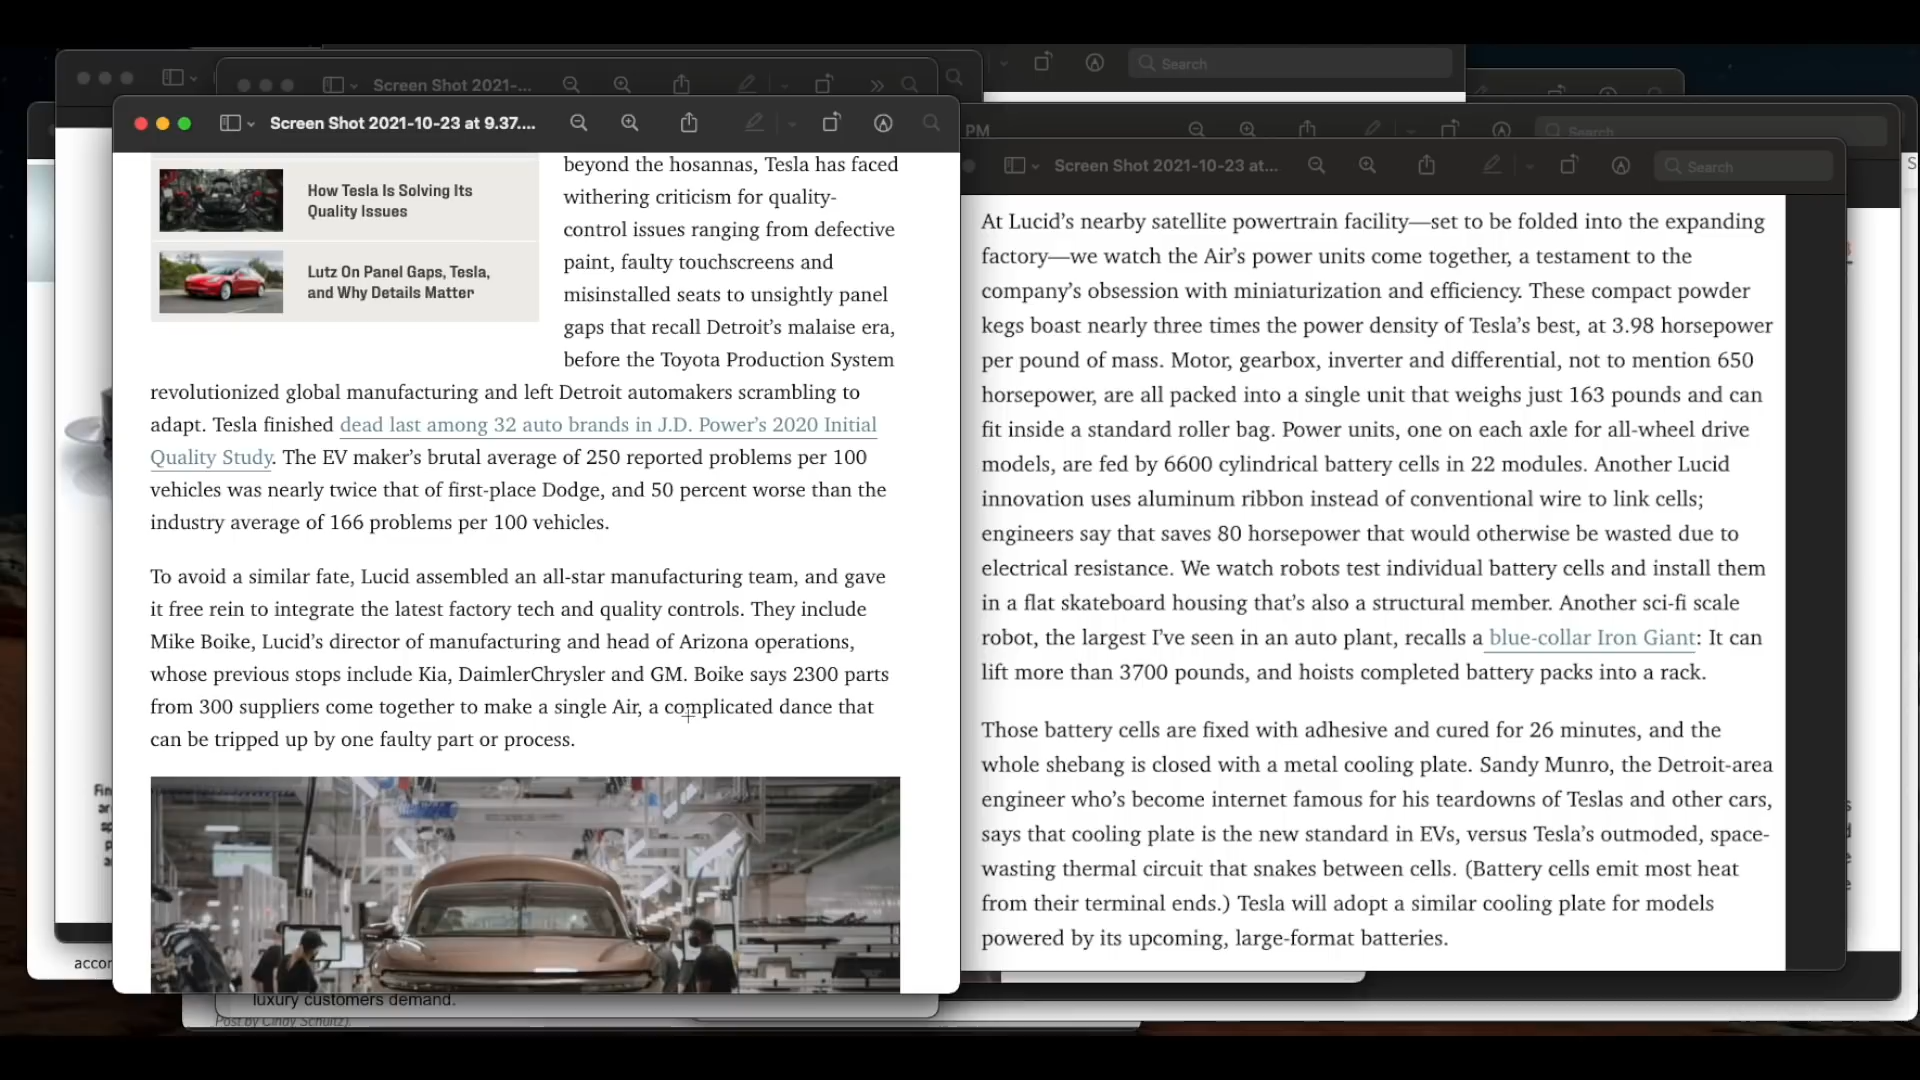 Search
Screen Shot 2021-...
Screen Shot 2021-10-23 at 9.37....
PM
Search
Screen Shot 2021-10-23 at...
Search
How Tesla Is Solving Its
Quality Issues
Lutz On Panel Gaps, Tesla,
and Why Details Matter
beyond the hosannas, Tesla has faced
withering criticism for quality-
control issues ranging from defective
paint, faulty touchscreens and
misinstalled seats to unsightly panel
gaps that recall Detroit's malaise era,
before the Toyota Production System
revolutionized global manufacturing and left Detroit automakers scrambling to
adapt. Tesla finished dead last among 32 auto brands in J.D. Power's 2020 Initial
Quality Study. The EV maker's brutal average of 250 reported problems per 100
vehicles was nearly twice that of first-place Dodge, and 50 percent worse than the
industry average of 166 problems per 100 vehicles.
To avoid a similar fate, Lucid assembled an all-star manufacturing team, and gave
it free rein to integrate the latest factory tech and quality controls. They include
Mike Boike, Lucid's director of manufacturing and head of Arizona operations,
whose previous stops include Kia, DaimlerChrysler and GM. Boike says 2300 parts
from 300 suppliers come together to make a single Air, a complicated dance that
can be tripped up by one faulty part or process.
At Lucid's nearby satellite powertrain facility—set to be folded into the expanding
factory—we watch the Air's power units come together, a testament to the
company's obsession with miniaturization and efficiency. These compact powder
kegs boast nearly three times the power density of Tesla's best, at 3.98 horsepower
per pound of mass. Motor, gearbox, inverter and differential, not to mention 650
horsepower, are all packed into a single unit that weighs just 163 pounds and can
fit inside a standard roller bag. Power units, one on each axle for all-wheel drive
models, are fed by 6600 cylindrical battery cells in 22 modules. Another Lucid
innovation uses aluminum ribbon instead of conventional wire to link cells;
engineers say that saves 80 horsepower that would otherwise be wasted due to
electrical resistance. We watch robots test individual battery cells and install them
in a flat skateboard housing that's also a structural member. Another sci-fi scale
robot, the largest I've seen in an auto plant, recalls a blue-collar Iron Giant: It can
lift more than 3700 pounds, and hoists completed battery packs into a rack.
Those battery cells are fixed with adhesive and cured for 26 minutes, and the
whole shebang is closed with a metal cooling plate. Sandy Munro, the Detroit-area
engineer who's become internet famous for his teardowns of Teslas and other cars,
says that cooling plate is the new standard in EVs, versus Tesla's outmoded, space-
wasting thermal circuit that snakes between cells. (Battery cells emit most heat
from their terminal ends.) Tesla will adopt a similar cooling plate for models
powered by its upcoming, large-format batteries.
Fin
accor
luxury customers demand.
Post by Cindy Schultz).